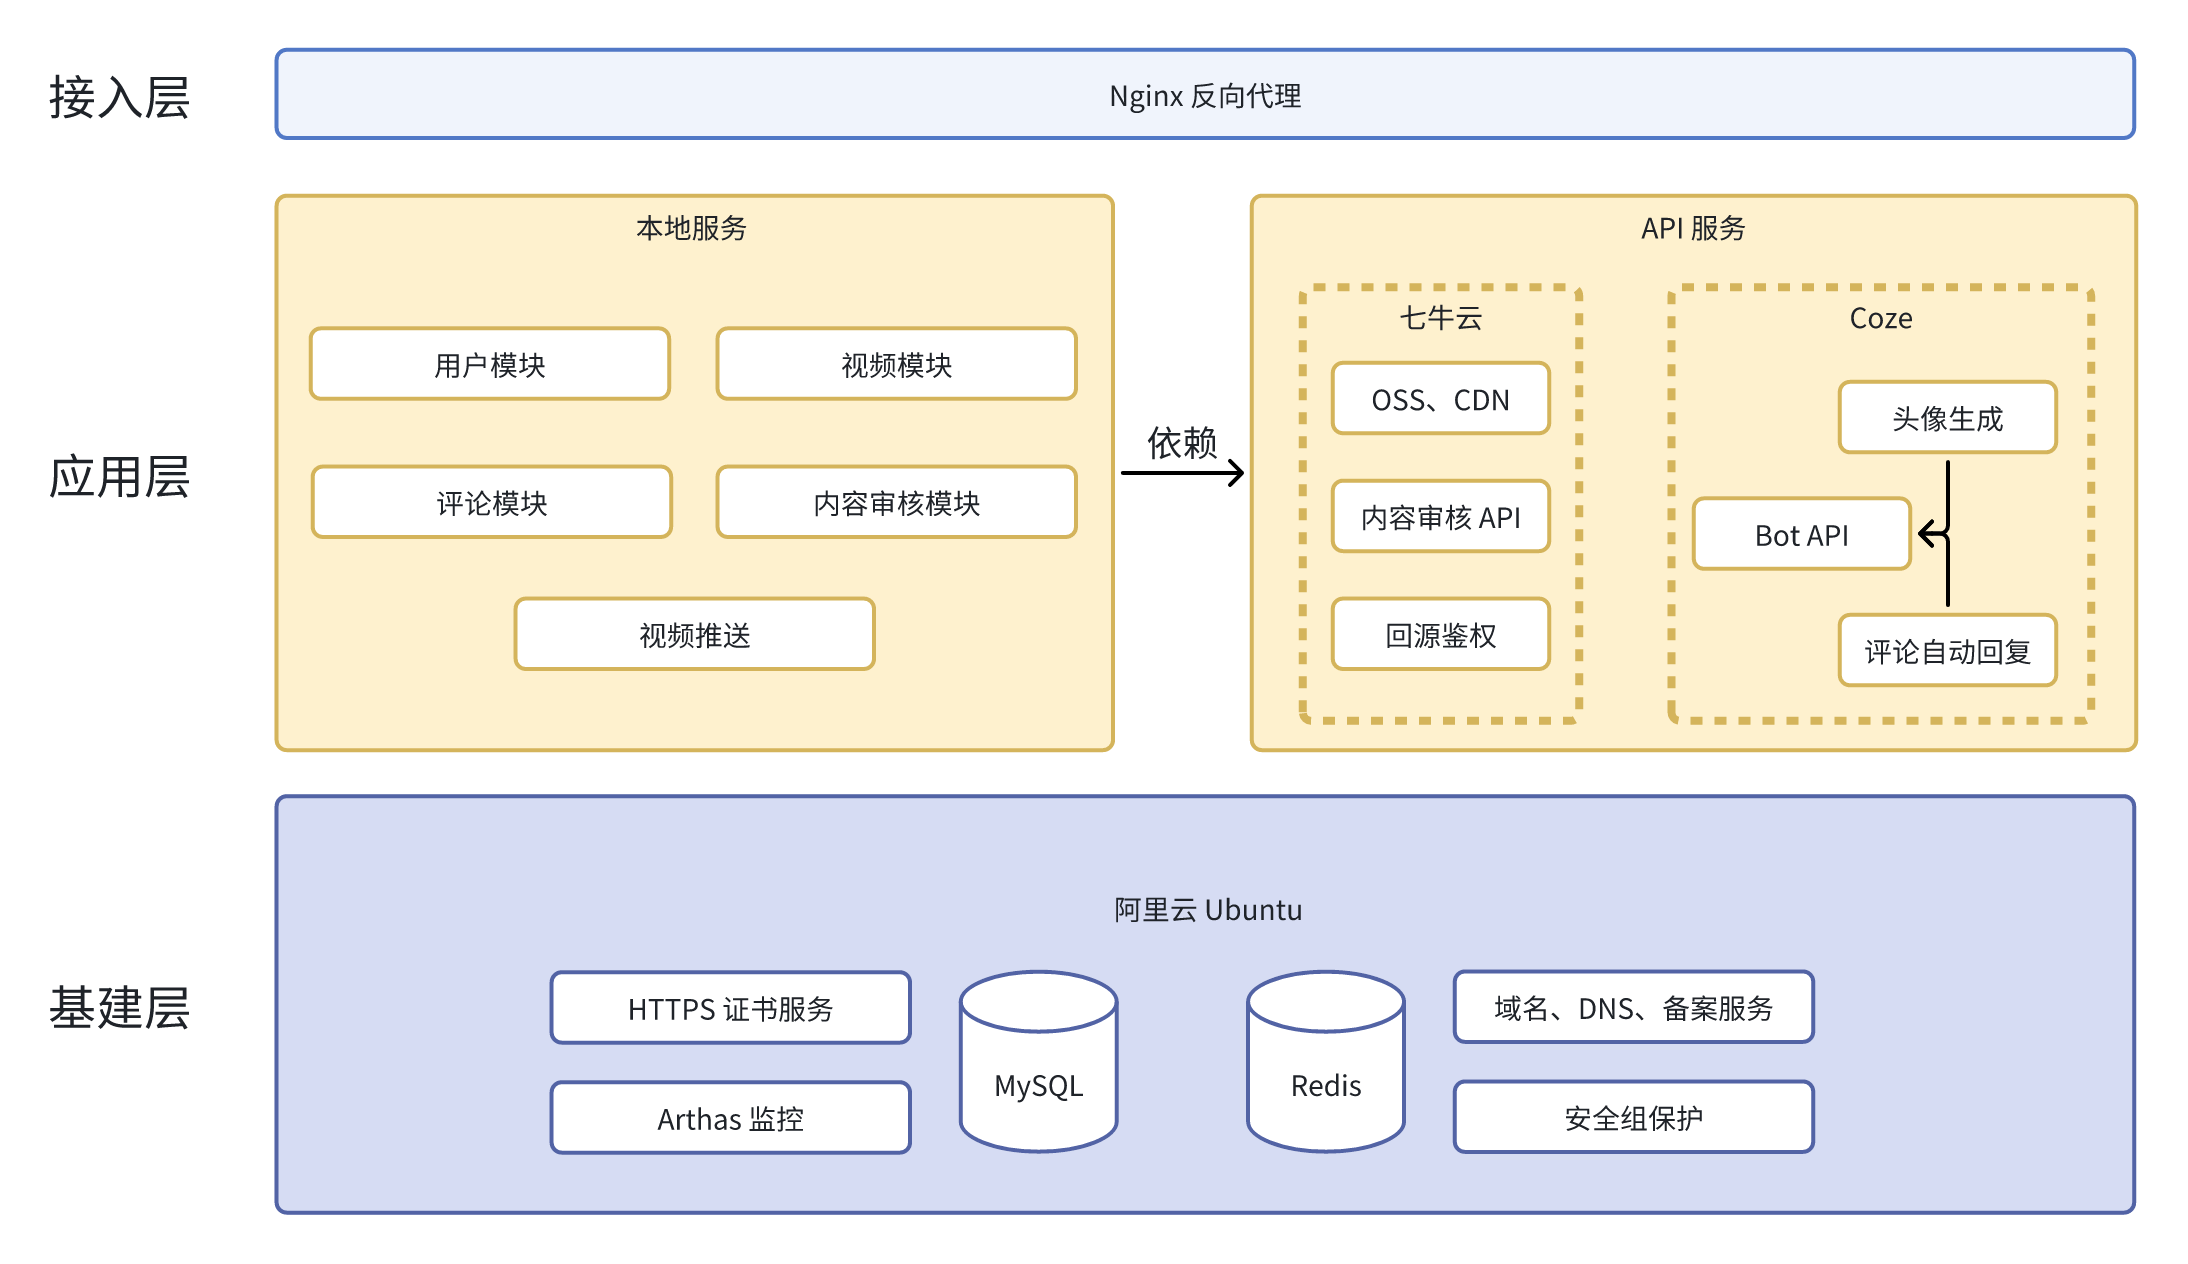 接入层
Nginx 反向代理
应用层
本地服务
用户模块
视频模块
评论模块
内容审核模块
视频推送
依赖
API 服务
七牛云
OSS、CDN
内容审核 API
回源鉴权
Coze
头像生成
Bot API
评论自动回复
基建层
阿里云 Ubuntu
HTTPS 证书服务
Arthas 监控
MySQL
Redis
域名、DNS、备案服务
安全组保护